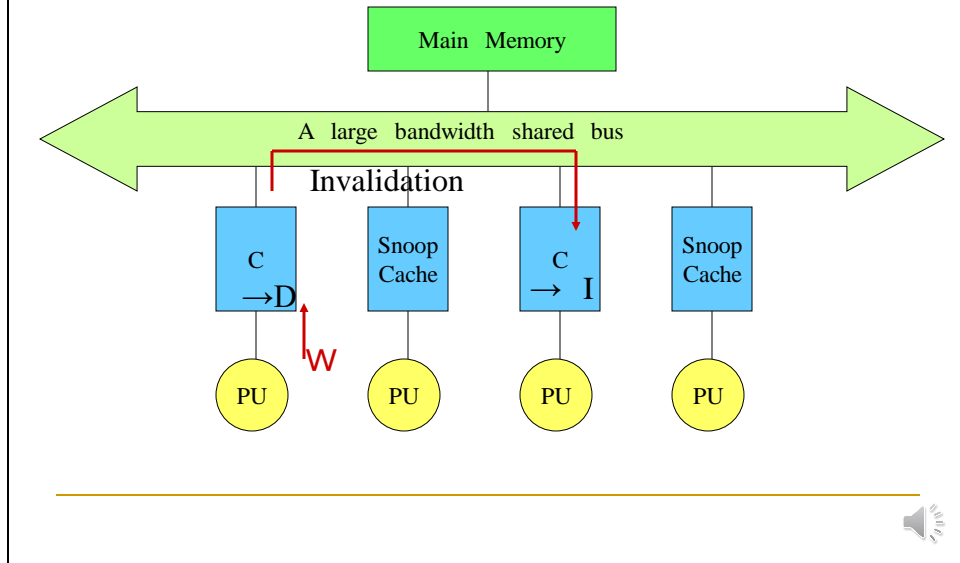 Main Memory
A large bandwidth shared bus
Invalidation
C
→D
Snoop
Cache
C
→ I
Snoop
Cache
W
PU
PU
PU
PU